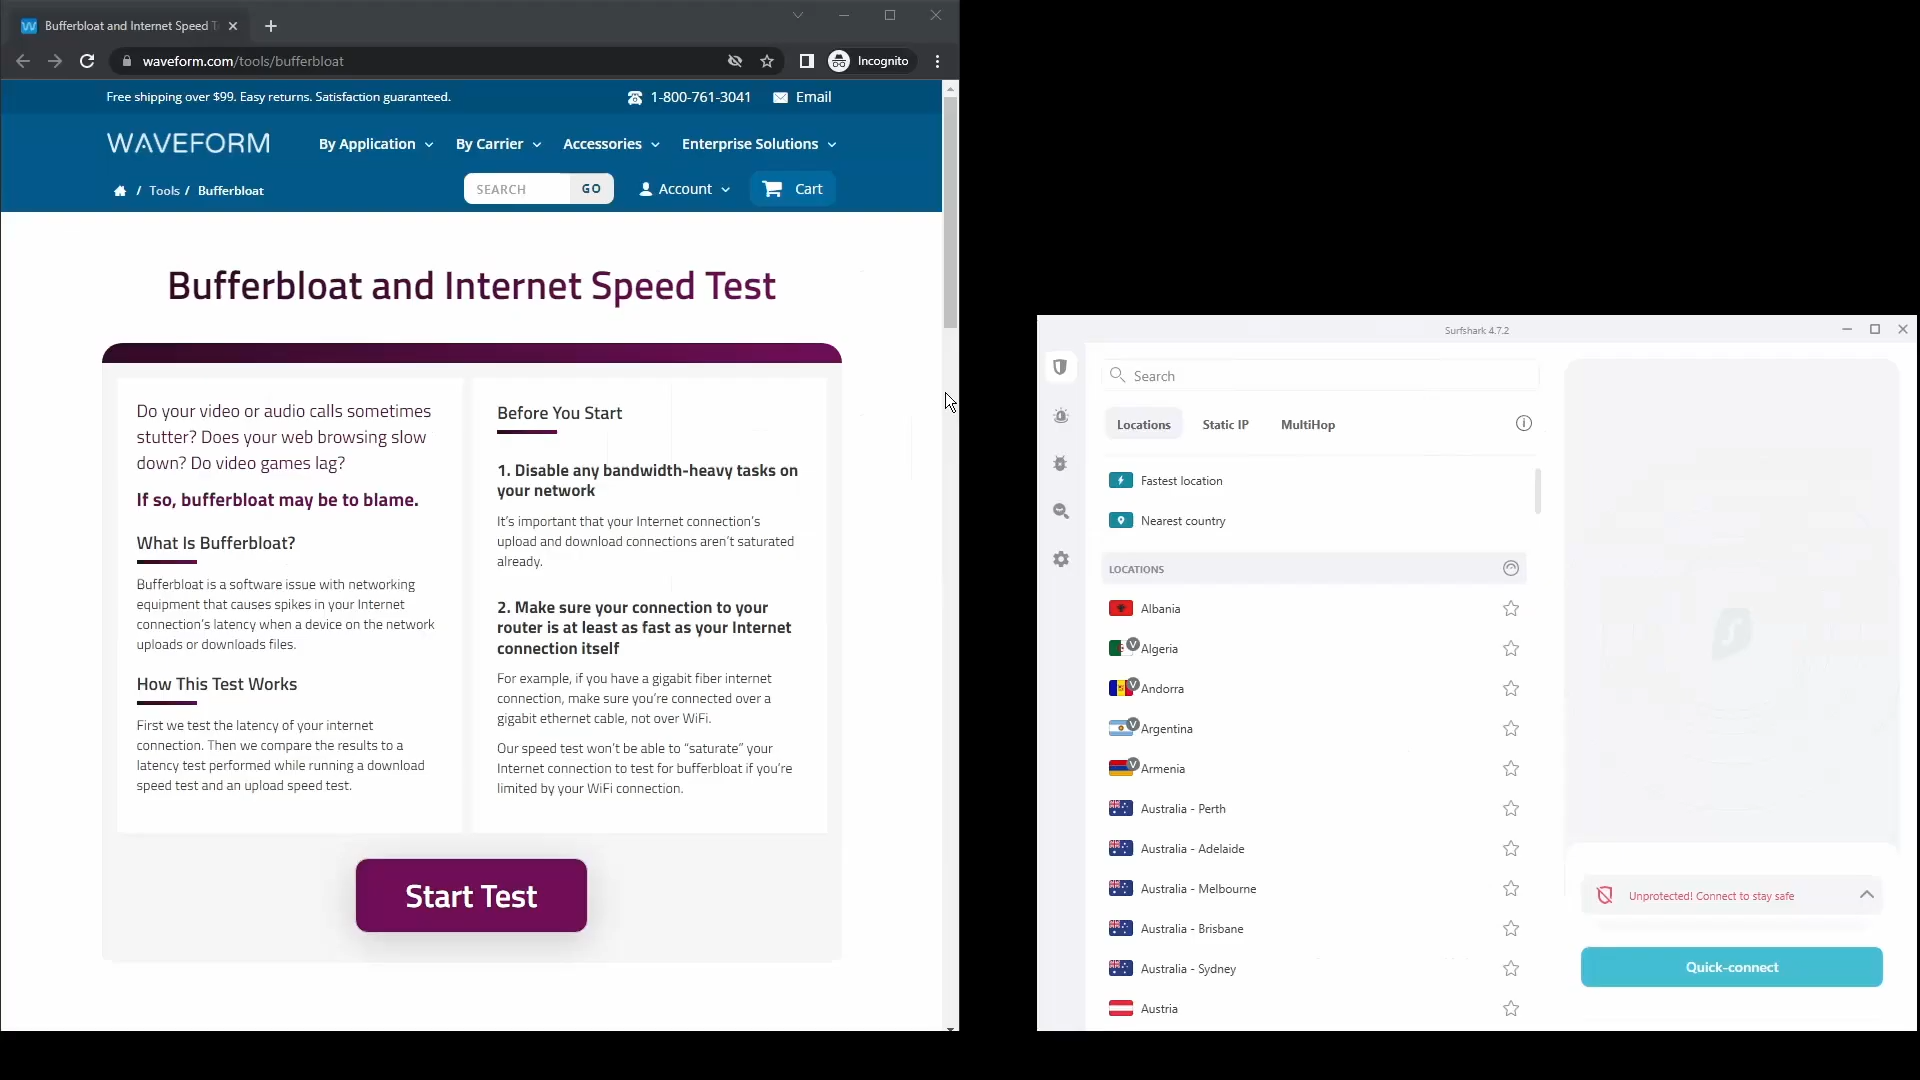 Bufferbloat and Internet Speed T
waveform.com/tools/bufferbloat
Incognito
Free shipping over $99. Easy returns. Satisfaction guaranteed.
1-800-761-3041
Email
WAVEFORM
By Application
By Carrier
Accessories
Enterprise Solutions
/ Tools / Bufferbloat
SEARCH
GO
Account
Cart
Bufferbloat and Internet Speed Test
Do your video or audio calls sometimes
stutter? Does your web browsing slow
down? Do video games lag?
If so, bufferbloat may be to blame.
What Is Bufferbloat?
Bufferbloat is a software issue with networking
equipment that causes spikes in your Internet
connection's latency when a device on the network
uploads or downloads files.
How This Test Works
First we test the latency of your internet
connection. Then we compare the results to a
latency test performed while running a download
speed test and an upload speed test.
Before You Start
1. Disable any bandwidth-heavy tasks on
your network
It's important that your Internet connection's
upload and download connections aren't saturated
already.
2. Make sure your connection to your
router is at least as fast as your Internet
connection itself
For example, if you have a gigabit fiber internet
connection, make sure you're connected over a
gigabit ethernet cable, not over WiFi.
Our speed test won't be able to “saturate” your
Internet connection to test for bufferbloat if you're
limited by your WiFi connection.
Start Test
Surfshark 4.7.2
Search
Locations
Static IP
MultiHop
Fastest location
Nearest country
LOCATIONS
Albania
V
Algeria
V
Andorra
V
Argentina
V
Armenia
Australia - Perth
Australia - Adelaide
Australia - Melbourne
Australia - Brisbane
Australia - Sydney
Austria
Unprotected! Connect to stay safe
Quick-connect